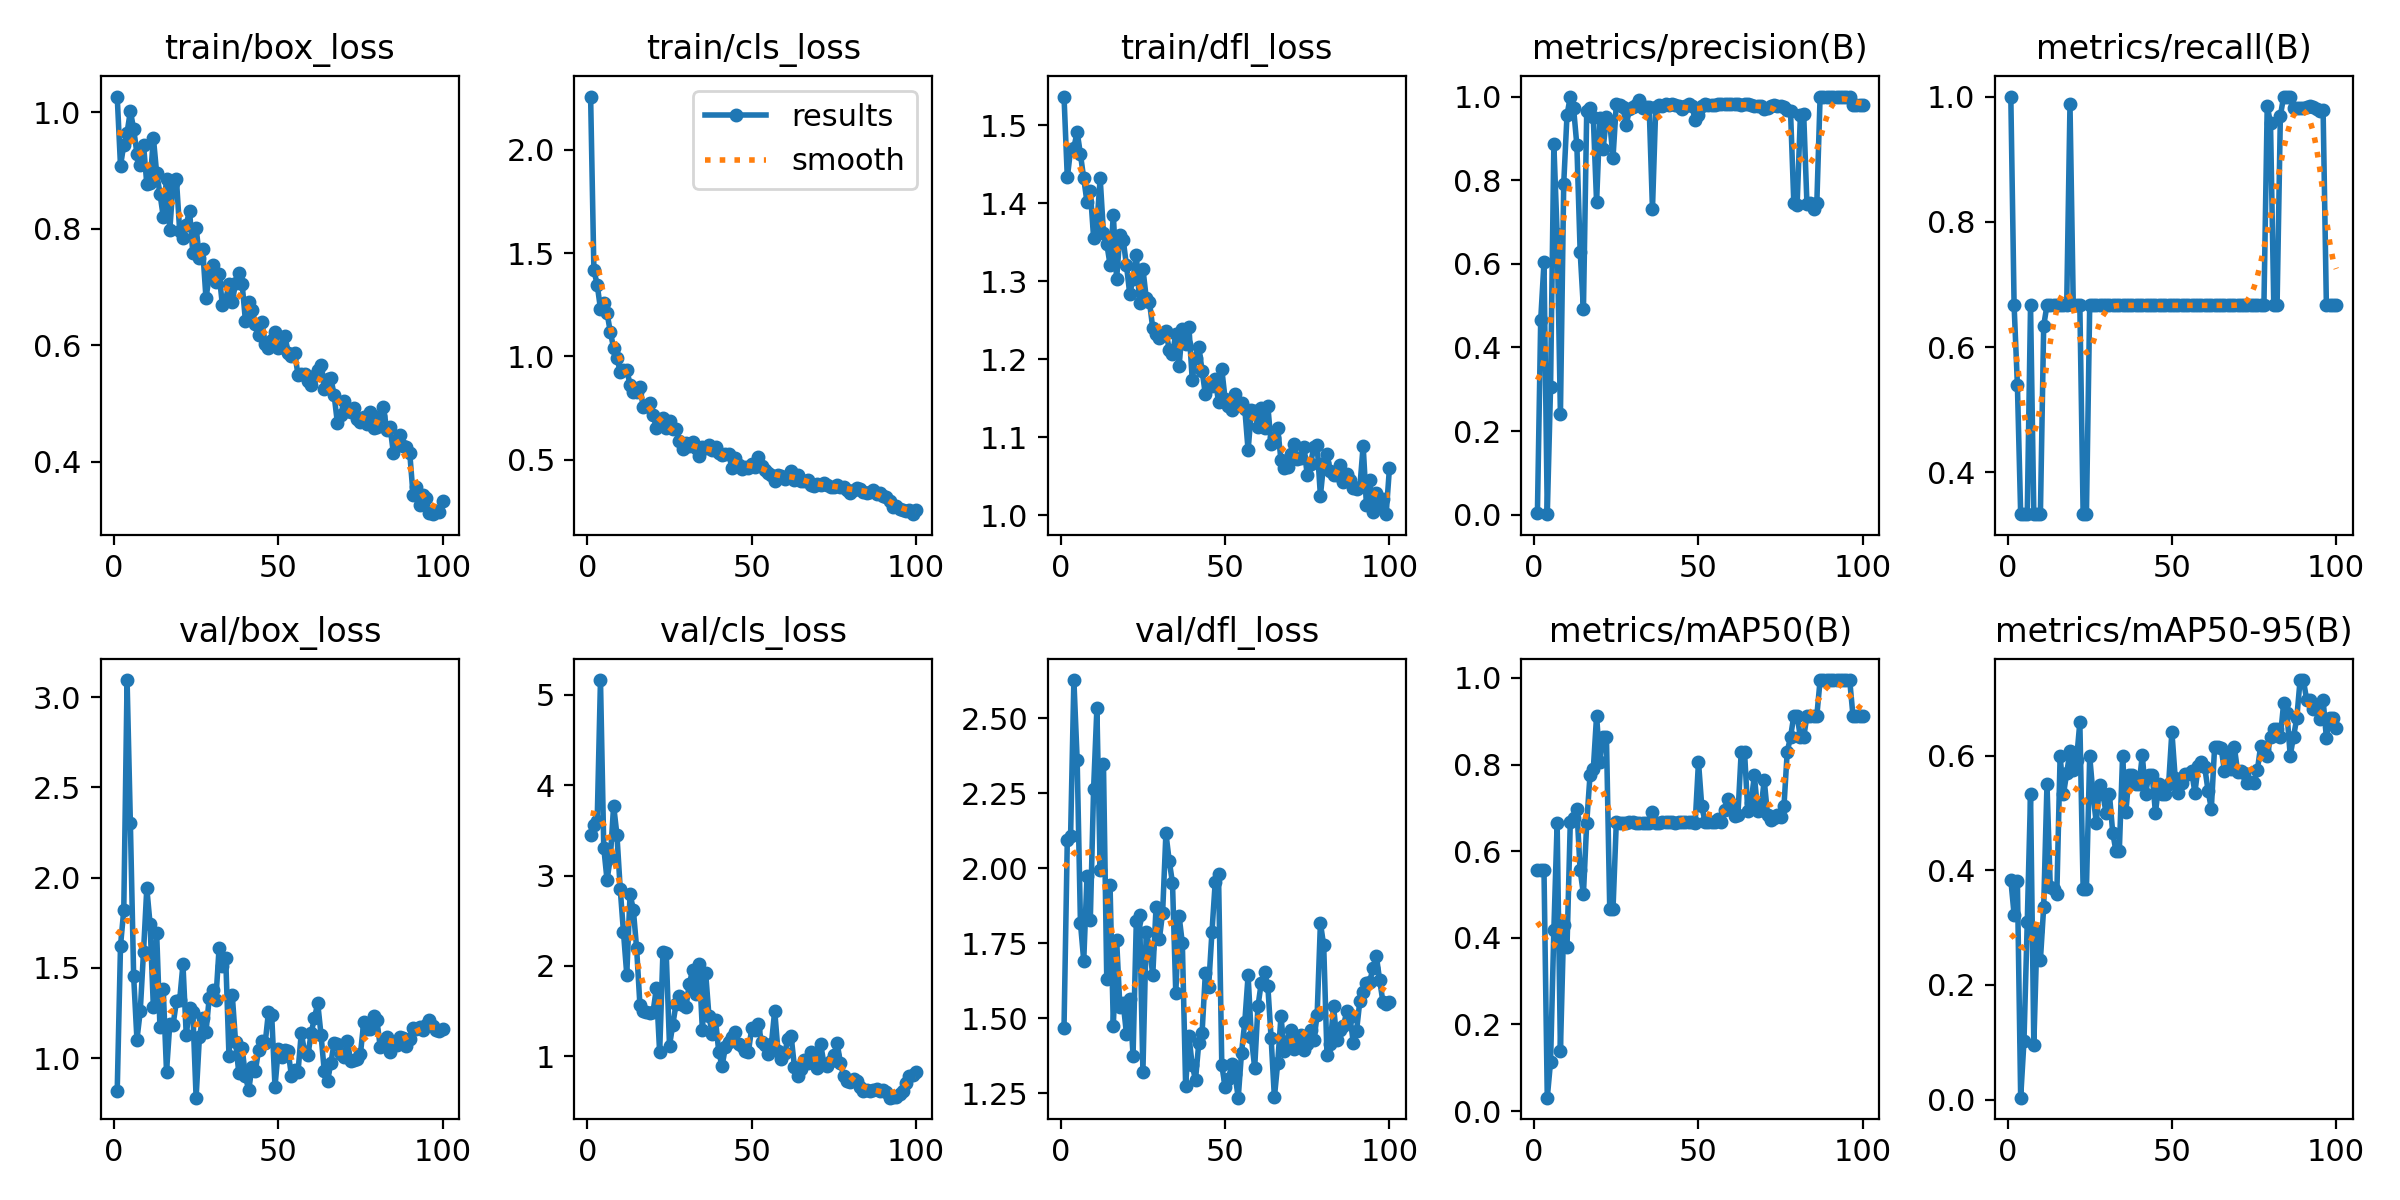 train/box_loss
1.0
0.8
0.6
0.4
0 50 100
train/cls_loss
results
smooth
2.0
1.5
1.0
0.5
0 50 100
train/dfl_loss
1.5
1.4
1.3
1.2
1.1
1.0
0 50 100
metrics/precision(B)
1.0
0.8
0.6
0.4
0.2
0.0
0 50 100
metrics/recall(B)
1.0
0.8
0.6
0.4
0 50 100
val/box_loss
3.0
2.5
2.0
1.5
1.0
0 50 100
val/cls_loss
5
4
3
2
1
0 50 100
val/dfl_loss
2.50
2.25
2.00
1.75
1.50
1.25
0 50 100
metrics/mAP50(B)
1.0
0.8
0.6
0.4
0.2
0.0
0 50 100
metrics/mAP50-95(B)
0.6
0.4
0.2
0.0
0 50 100